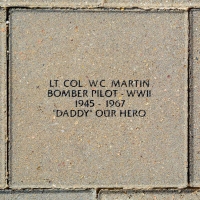 LT. COL. W.C. MARTIN
BOMBER PILOT - WWII
1945 - 1967
"DADDY" OUR HERO